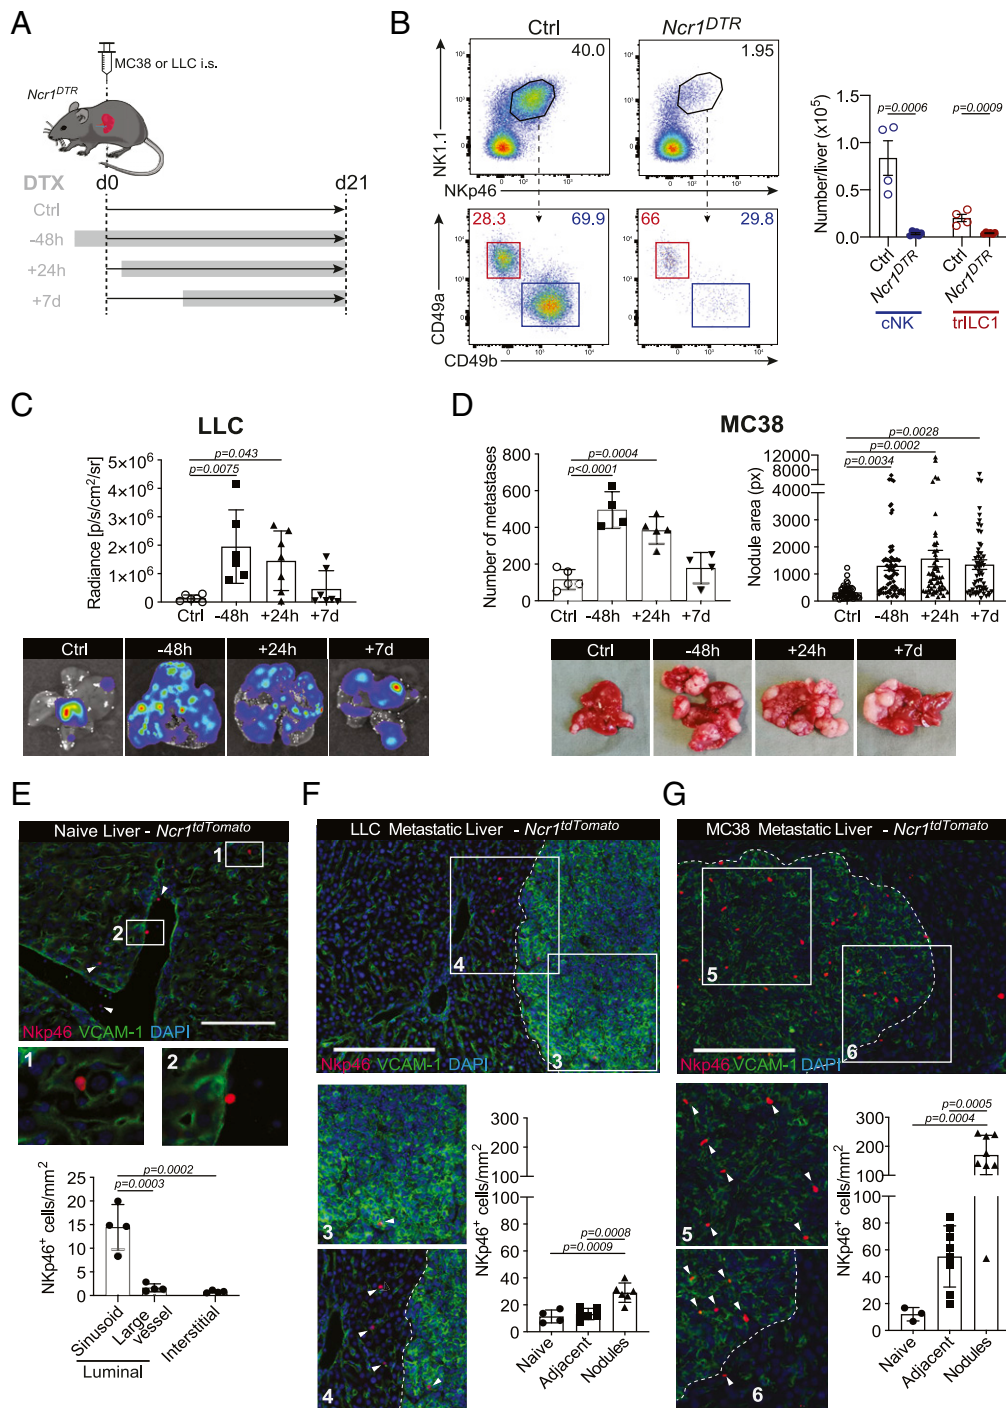 A
MC38 or LLC i.s.
Ncr1DTR
DTX
d0
d21
Ctrl
-48h
+24h
+7d
B
Ctrl
Ncr1DTR
40.0
1.95
NK1.1
NKp46
28.3
69.9
66
29.8
CD49a
CD49b
Number/liver (x10⁵)
1.5
1.0
0.5
0.0
p=0.0006
p=0.0009
Ctrl
Ncr1DTR
Ctrl
Ncr1DTR
cNK
trILC1
C
LLC
Radiance [p/s/cm²/sr]
5×10⁶
4×10⁶
3×10⁶
2×10⁶
1×10⁶
0
p=0.043
p=0.0075
Ctrl
-48h
+24h
+7d
Ctrl
-48h
+24h
+7d
D
MC38
Number of metastases
800
600
400
200
0
p=0.0004
p<0.0001
Ctrl
-48h
+24h
+7d
Nodule area (px)
12000
8000
4000
4000
3000
2000
1000
0
p=0.0028
p=0.0002
p=0.0034
Ctrl
-48h
+24h
+7d
Ctrl
-48h
+24h
+7d
E
Naive Liver - Ncr1tdTomato
1
2
Nkp46 VCAM-1 DAPI
1
2
NKp46⁺ cells/mm²
25
20
15
10
5
0
p=0.0002
p=0.0003
Sinusoid
Large vessel
Interstitial
Luminal
F
LLC Metastatic Liver - Ncr1tdTomato
4
3
Nkp46 VCAM-1 DAPI
3
4
NKp46⁺ cells/mm²
300
200
100
100
80
60
40
20
0
p=0.0008
p=0.0009
Naive
Adjacent
Nodules
G
MC38 Metastatic Liver - Ncr1tdTomato
5
6
Nkp46 VCAM-1 DAPI
5
6
NKp46⁺ cells/mm²
300
200
100
100
80
60
40
20
0
p=0.0005
p=0.0004
Naive
Adjacent
Nodules